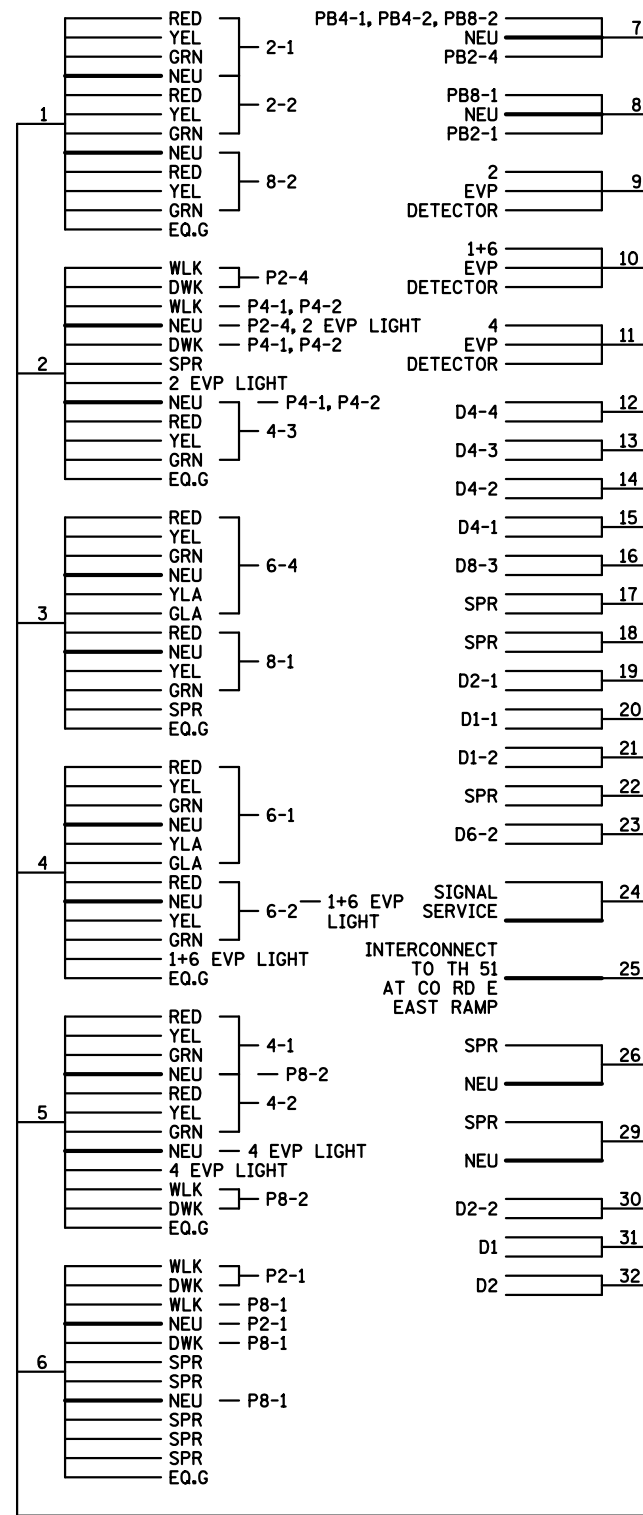 1
RED
YEL
GRN
2-1
NEU
RED
YEL
GRN
2-2
NEU
RED
YEL
GRN
8-2
EQ.G
2
WLK
DWK
P2-4
WLK P4-1, P4-2
NEU P2-4, 2 EVP LIGHT
DWK P4-1, P4-2
SPR
2 EVP LIGHT
NEU P4-1, P4-2
RED
YEL
GRN
4-3
EQ.G
3
RED
YEL
GRN
NEU
YLA
GLA
6-4
RED
NEU
YEL
GRN
8-1
SPR
EQ.G
4
RED
YEL
GRN
NEU
YLA
GLA
6-1
RED
NEU
YEL
GRN
6-2
1+6 EVP
LIGHT
1+6 EVP LIGHT
EQ.G
5
RED
YEL
GRN
4-1
NEU P8-2
RED
YEL
GRN
4-2
NEU 4 EVP LIGHT
4 EVP LIGHT
WLK
DWK
P8-2
EQ.G
6
WLK
DWK
P2-1
WLK P8-1
NEU P2-1
DWK P8-1
SPR
SPR
NEU P8-1
SPR
SPR
SPR
EQ.G
PB4-1, PB4-2, PB8-2
NEU
PB2-4
7
PB8-1
NEU
PB2-1
8
2
EVP
DETECTOR
9
1+6
EVP
DETECTOR
10
4
EVP
DETECTOR
11
D4-4 12
D4-3 13
D4-2 14
D4-1 15
D8-3 16
SPR 17
SPR 18
D2-1 19
D1-1 20
D1-2 21
SPR 22
D6-2 23
SIGNAL
SERVICE
24
INTERCONNECT
TO TH 51
AT CO RD E
EAST RAMP
25
SPR
NEU
26
SPR
NEU
29
D2-2 30
D1 31
D2 32